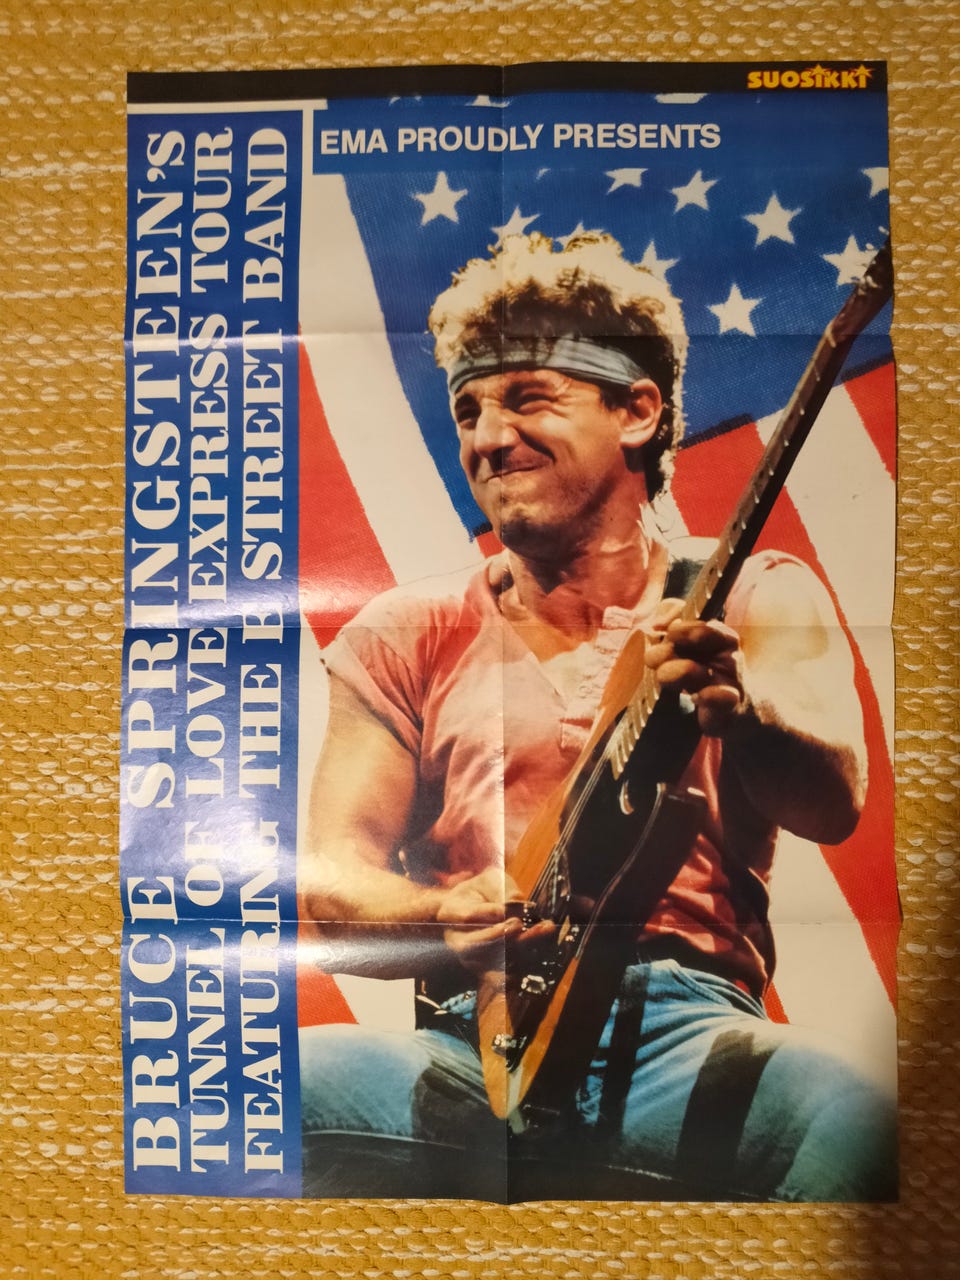 SUOSIKKI
EMA PROUDLY PRESENTS
BRUCE SPRINGSTEEN'S
TUNNEL OF LOVE EXPRESS TOUR
FEATURING THE E STREET BAND